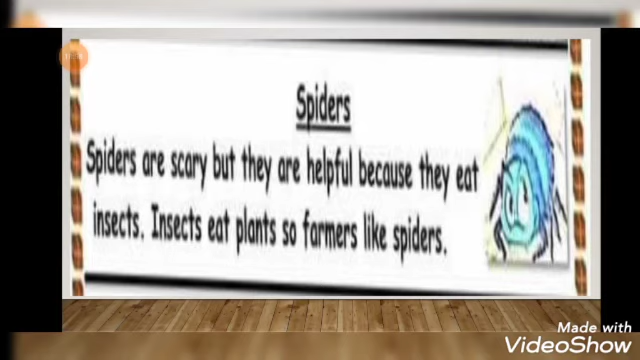 Spiders
Spiders are scary but they are helpful because they eat
insects. Insects eat plants so farmers like spiders.
Made with
VideoShow